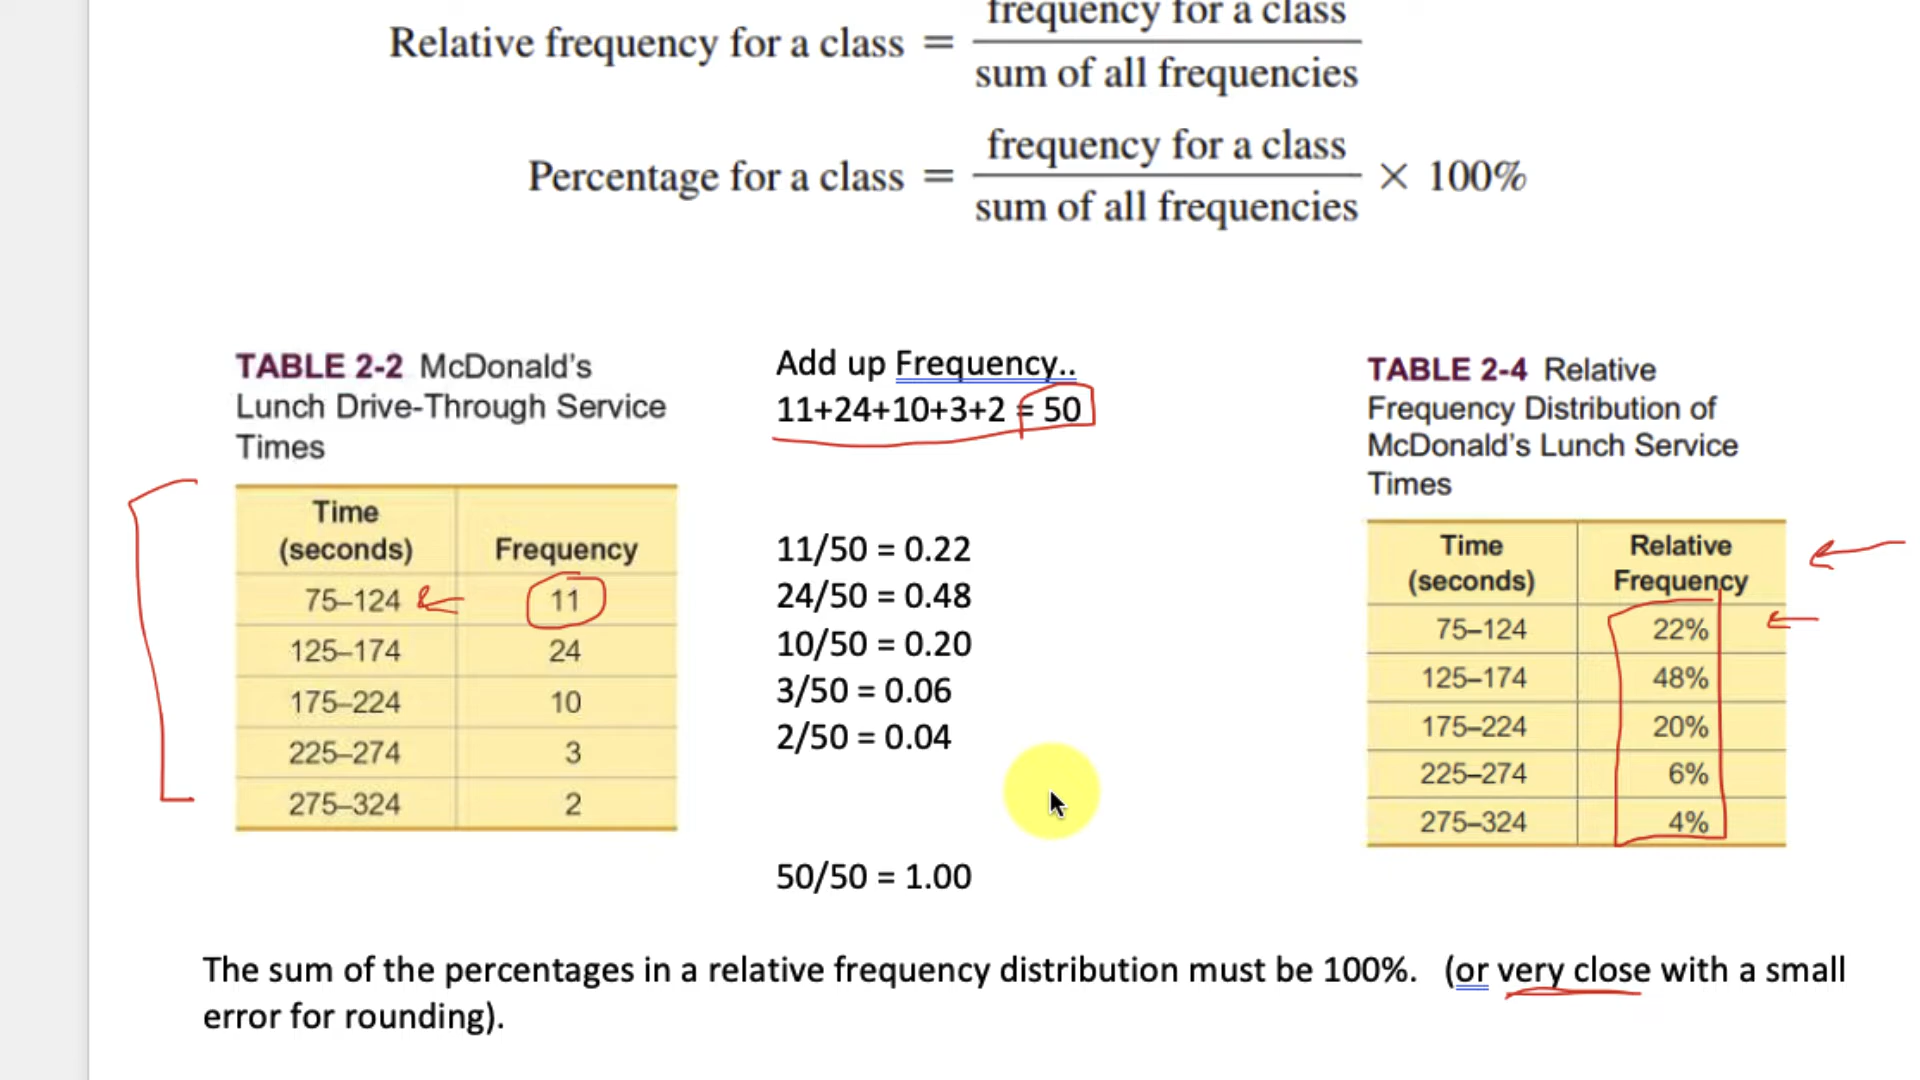 frequency for a class
Relative frequency for a class =
sum of all frequencies
frequency for a class
Percentage for a class = × 100%
sum of all frequencies
TABLE 2-2 McDonald's
Lunch Drive-Through Service
Times
Time
(seconds) Frequency
75–124 11
125–174 24
175–224 10
225–274 3
275–324 2
Add up Frequency..
11+24+10+3+2 = 50
11/50 = 0.22
24/50 = 0.48
10/50 = 0.20
3/50 = 0.06
2/50 = 0.04
50/50 = 1.00
TABLE 2-4 Relative
Frequency Distribution of
McDonald's Lunch Service
Times
Time Relative
(seconds) Frequency
75–124 22%
125–174 48%
175–224 20%
225–274 6%
275–324 4%
The sum of the percentages in a relative frequency distribution must be 100%. (or very close with a small
error for rounding).